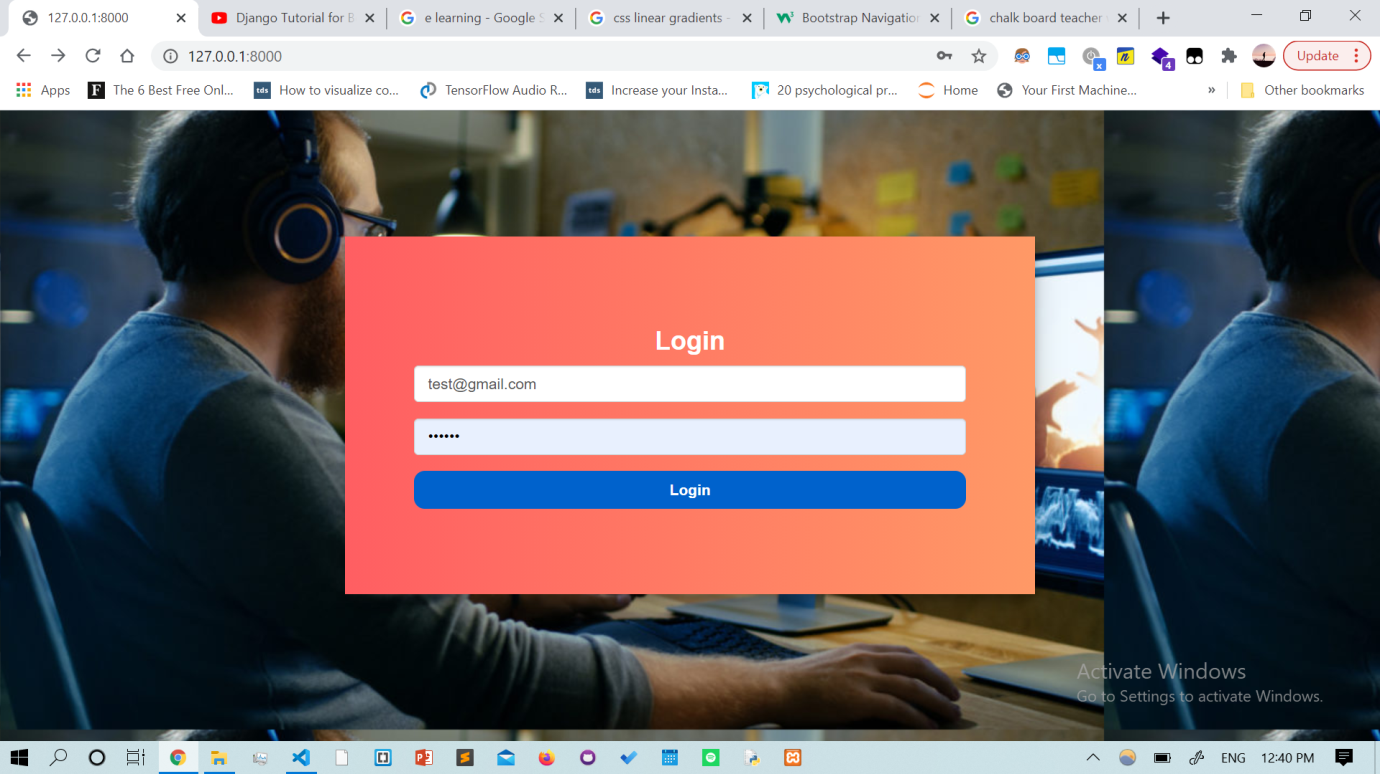 127.0.0.1:8000
Django Tutorial for B
e learning - Google S
css linear gradients -
Bootstrap Navigation
chalk board teacher
127.0.0.1:8000
Update
Apps
F
The 6 Best Free Onl...
tds
How to visualize co...
TensorFlow Audio R...
tds
Increase your Insta...
20 psychological pr...
Home
Your First Machine...
»
Other bookmarks
Login
test@gmail.com
••••••
Login
Activate Windows
Go to Settings to activate Windows.
ENG
12:40 PM